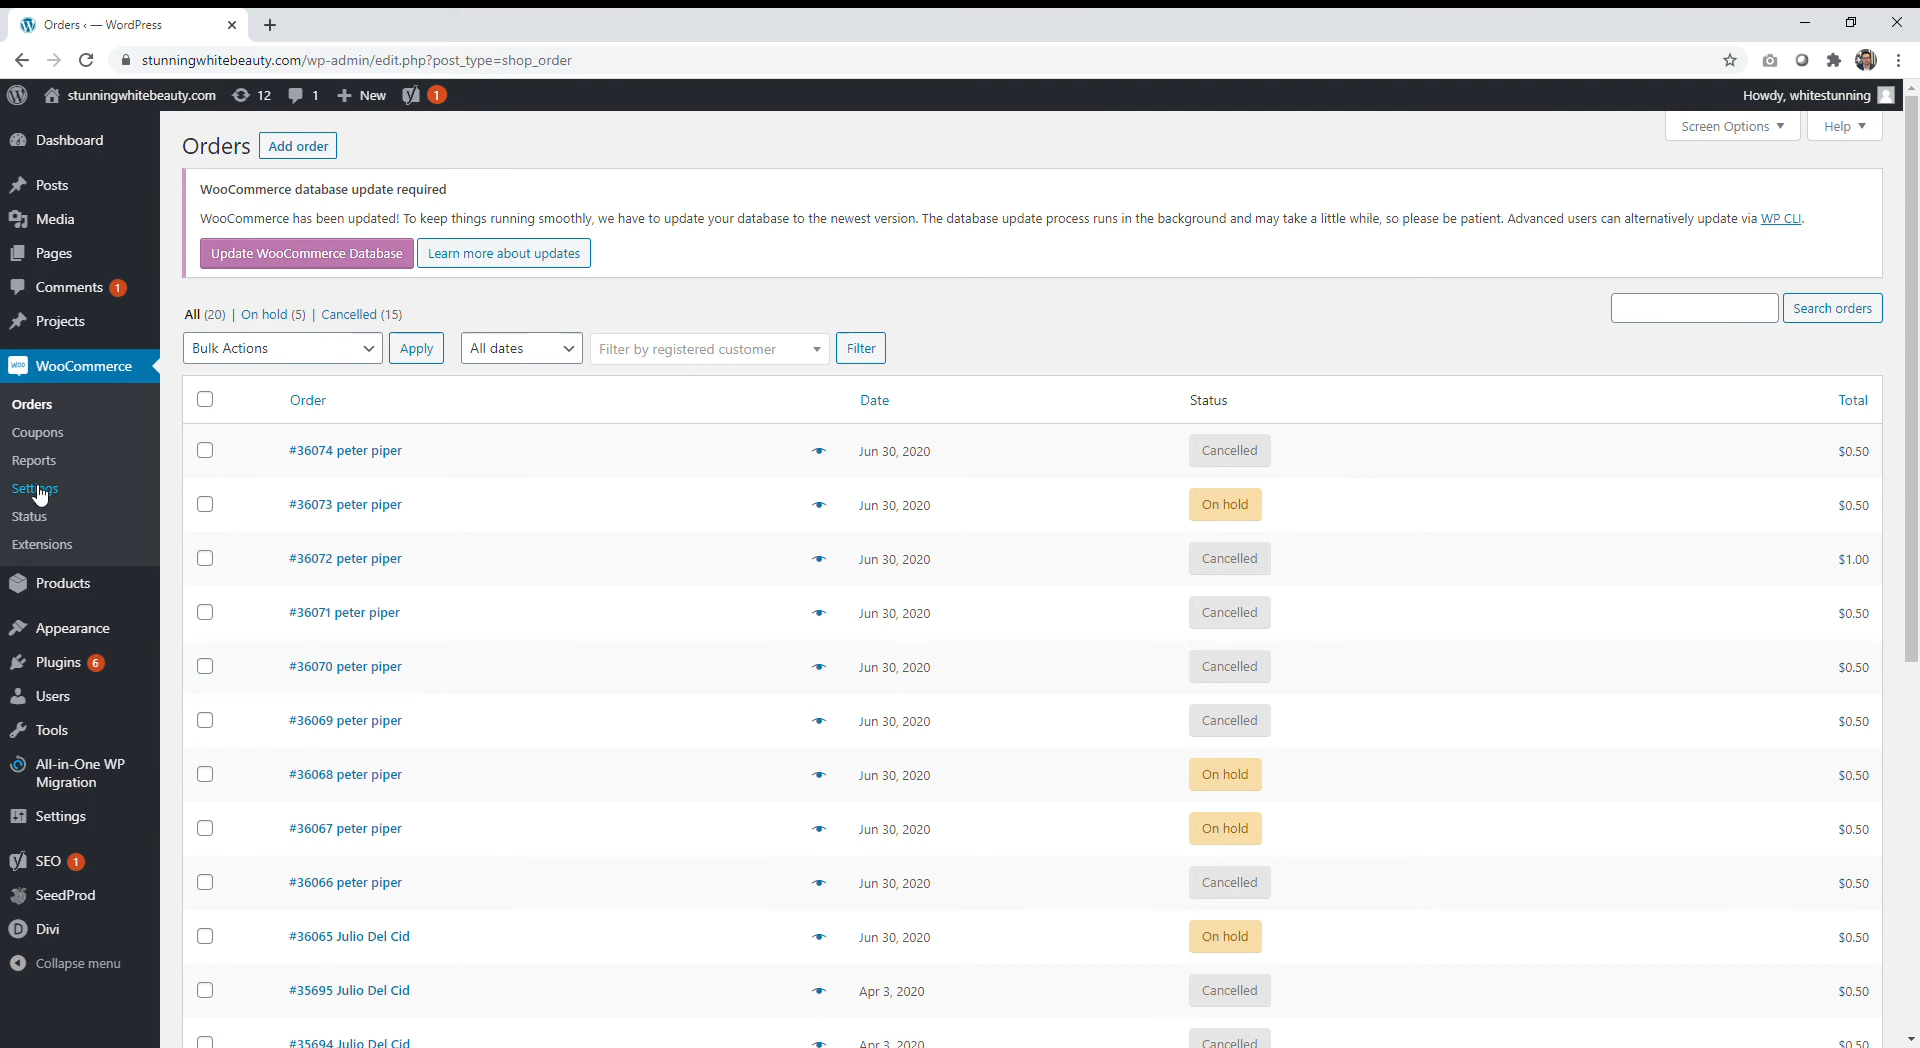 Orders ‹ — WordPress
stunningwhitebeauty.com/wp-admin/edit.php?post_type=shop_order
stunningwhitebeauty.com 12 1 New 1 Howdy, whitestunning
Screen Options Help
Dashboard
Posts
Media
Pages
Comments 1
Projects
WooCommerce
Orders
Coupons
Reports
Settings
Status
Extensions
Products
Appearance
Plugins 6
Users
Tools
All-in-One WP
Migration
Settings
SEO 1
SeedProd
Divi
Collapse menu
Orders Add order
WooCommerce database update required
WooCommerce has been updated! To keep things running smoothly, we have to update your database to the newest version. The database update process runs in the background and may take a little while, so please be patient. Advanced users can alternatively update via WP CLI.
Update WooCommerce Database Learn more about updates
All (20) | On hold (5) | Cancelled (15)
Search orders
Bulk Actions Apply All dates Filter by registered customer Filter
Order Date Status Total
#36074 peter piper Jun 30, 2020 Cancelled $0.50
#36073 peter piper Jun 30, 2020 On hold $0.50
#36072 peter piper Jun 30, 2020 Cancelled $1.00
#36071 peter piper Jun 30, 2020 Cancelled $0.50
#36070 peter piper Jun 30, 2020 Cancelled $0.50
#36069 peter piper Jun 30, 2020 Cancelled $0.50
#36068 peter piper Jun 30, 2020 On hold $0.50
#36067 peter piper Jun 30, 2020 On hold $0.50
#36066 peter piper Jun 30, 2020 Cancelled $0.50
#36065 Julio Del Cid Jun 30, 2020 On hold $0.50
#35695 Julio Del Cid Apr 3, 2020 Cancelled $0.50
#35694 Julio Del Cid Apr 3, 2020 Cancelled $0.50